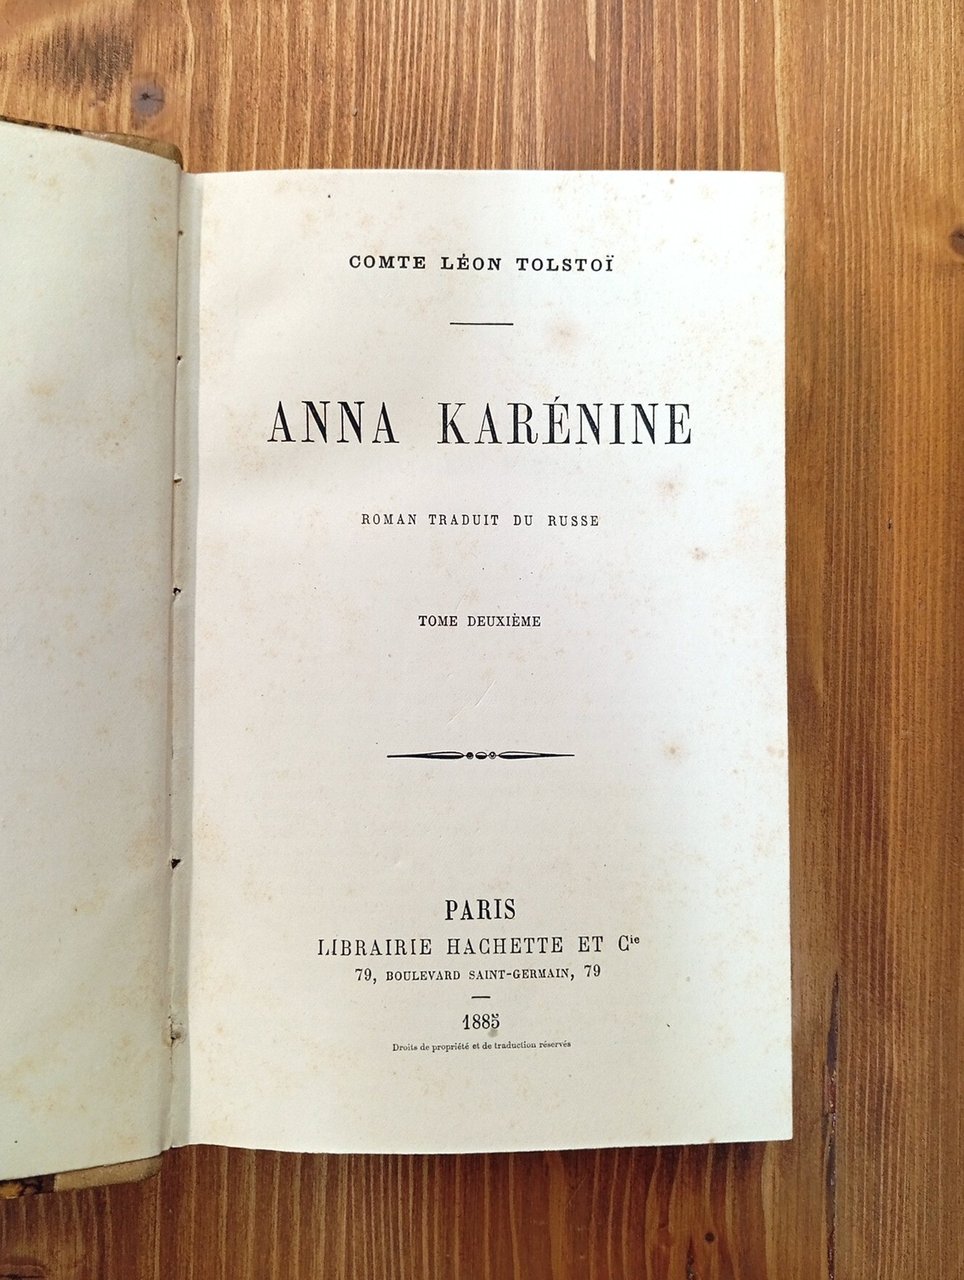 COMTE LÉON TOLSTOÏ
ANNA KARÉNINE
ROMAN TRADUIT DU RUSSE
TOME DEUXIÈME
PARIS
LIBRAIRIE HACHETTE ET Cie
79, BOULEVARD SAINT-GERMAIN, 79
1885
Droits de propriété et de traduction réservés